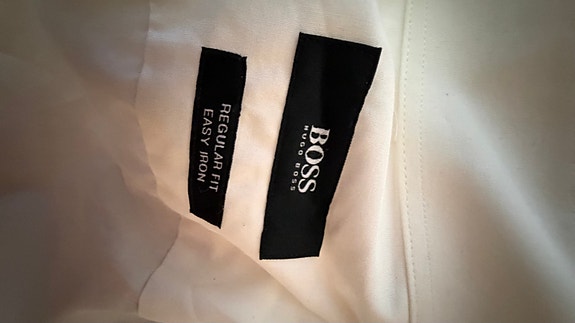 BOSS
HUGO BOSS
REGULAR FIT
EASY IRON